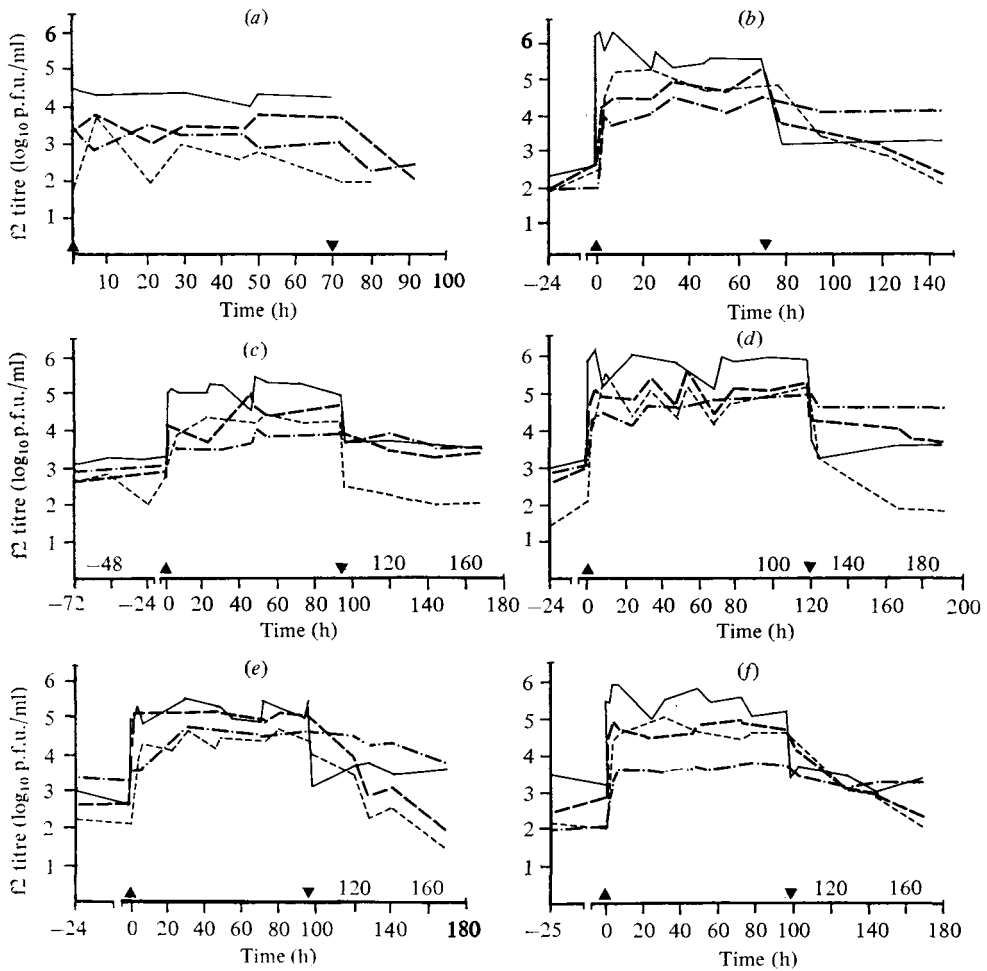 (a)
f2 titre (log10 p.f.u./ml)
6
5
4
3
2
1
10 20 30 40 50 60 70 80 90 100
Time (h)
(b)
6
5
4
3
2
1
−24 0 20 40 60 80 100 120 140
Time (h)
(c)
f2 titre (log10 p.f.u./ml)
6
5
4
3
2
1
−48 120 160
−72 −24 0 20 40 60 80 100 140 180
Time (h)
(d)
6
5
4
3
2
1
100 140 180
−24 0 20 40 60 80 120 160 200
Time (h)
(e)
f2 titre (log10 p.f.u./ml)
6
5
4
3
2
1
120 160
−24 0 20 40 60 80 100 140 180
Time (h)
(f)
6
5
4
3
2
1
120 160
−25 0 20 40 60 80 100 140 180
Time (h)